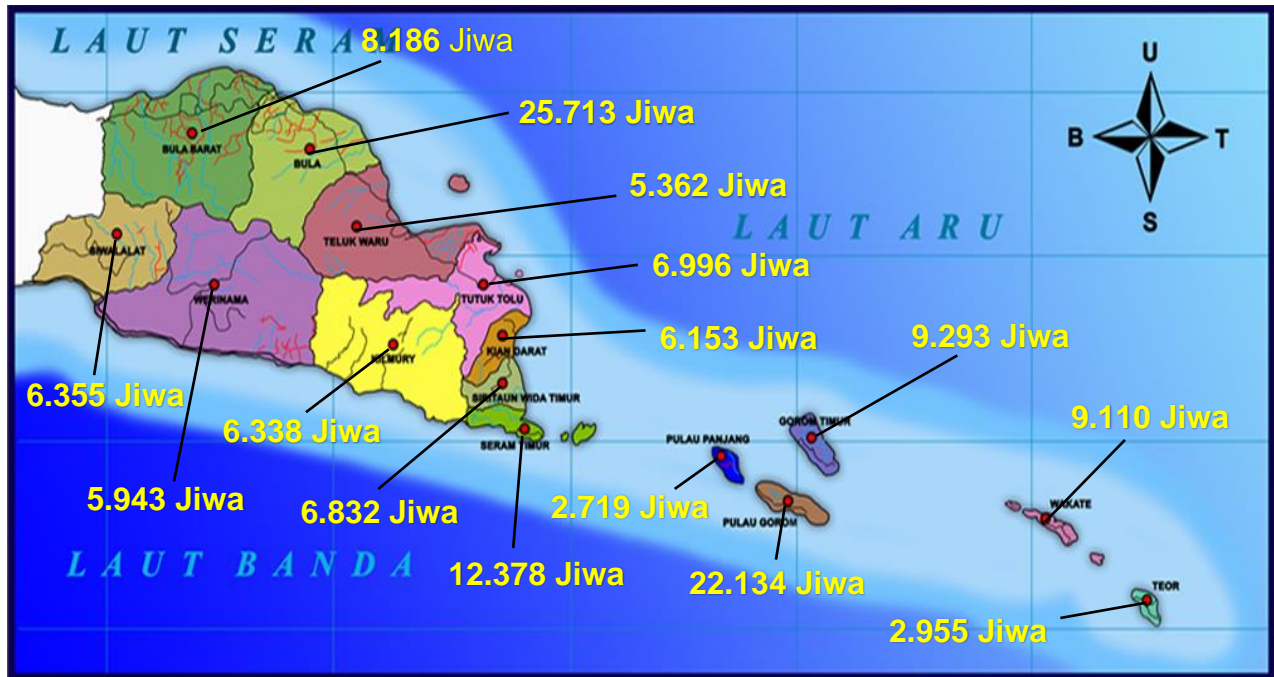 LAUT SERAM
8.186 Jiwa
U
25.713 Jiwa
B
T
BULA BARAT
BULA
5.362 Jiwa
S
LAUT ARU
SIWALALAT
TELUK WARU
6.996 Jiwa
WERINAMA
TUTUK TOLU
6.153 Jiwa
9.293 Jiwa
KILMURY
KIAN DARAT
6.355 Jiwa
SIRITAUN WIDA TIMUR
6.338 Jiwa
9.110 Jiwa
GOROM TIMUR
SERAM TIMUR
PULAU PANJANG
5.943 Jiwa
6.832 Jiwa
2.719 Jiwa
PULAU GOROM
WAKATE
LAUT BANDA
12.378 Jiwa
22.134 Jiwa
TEOR
2.955 Jiwa